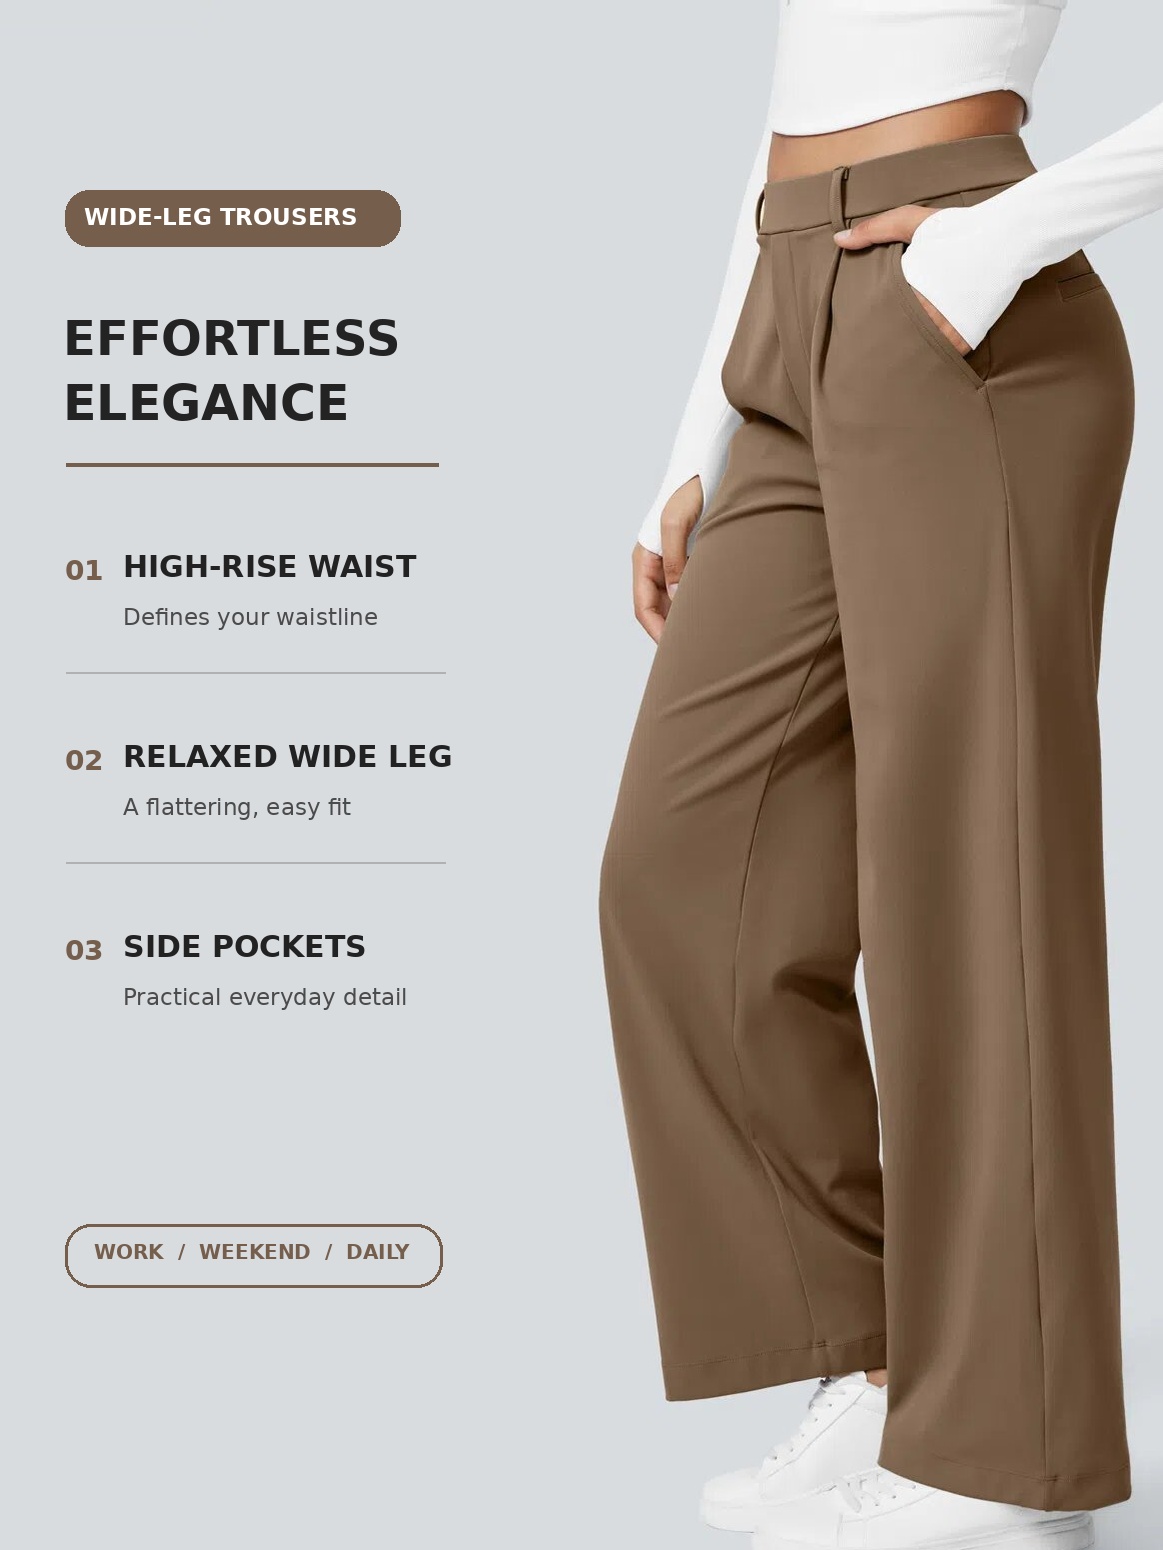 WIDE-LEG TROUSERS
EFFORTLESS
ELEGANCE
01 HIGH-RISE WAIST
Defines your waistline
02 RELAXED WIDE LEG
A flattering, easy fit
03 SIDE POCKETS
Practical everyday detail
WORK / WEEKEND / DAILY